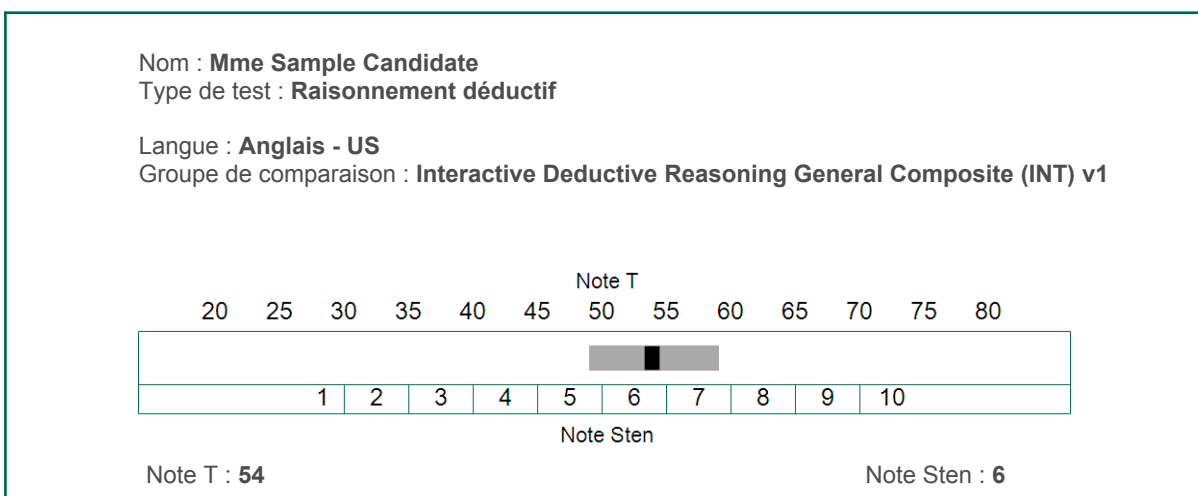 Nom : Mme Sample Candidate
Type de test : Raisonnement déductif
Langue : Anglais - US
Groupe de comparaison : Interactive Deductive Reasoning General Composite (INT) v1
Note T
20 25 30 35 40 45 50 55 60 65 70 75 80
1 2 3 4 5 6 7 8 9 10
Note Sten
Note T : 54 Note Sten : 6